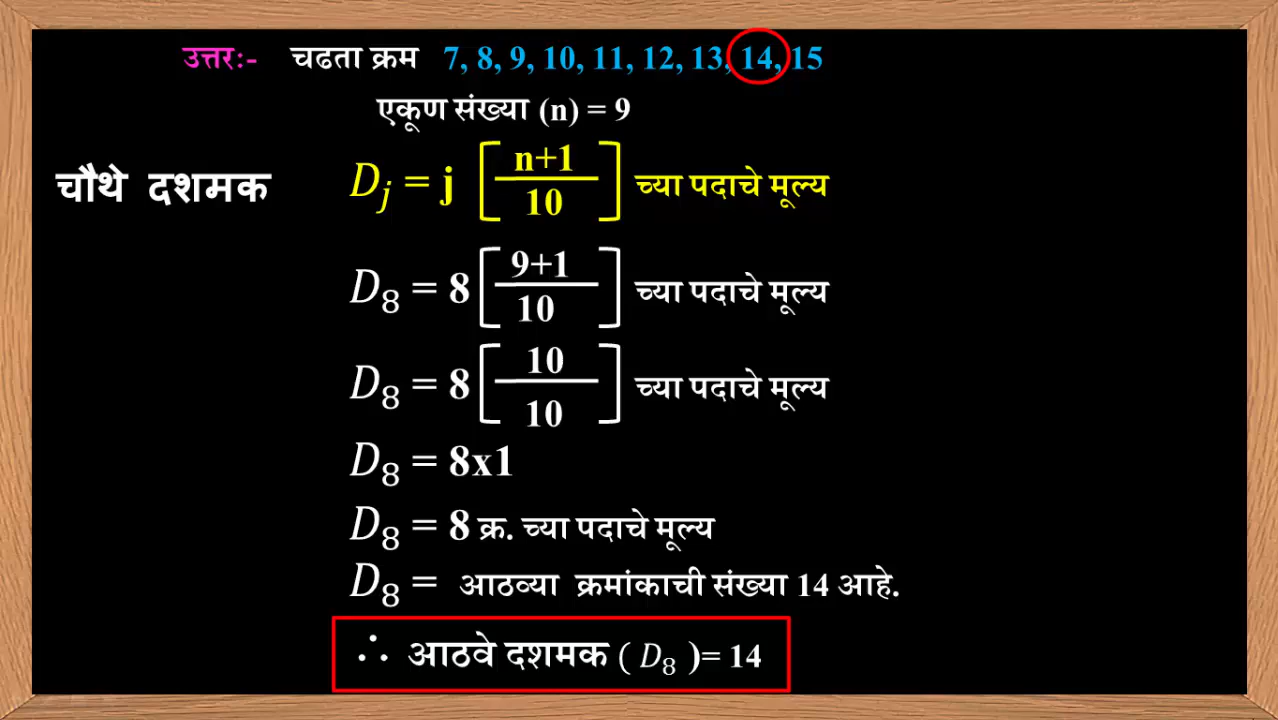 उत्तरः- चढता क्रम 7, 8, 9, 10, 11, 12, 13, 14, 15
एकूण संख्या (n) = 9
चौथे दशमक
Dj = j [ n+1 / 10 ] च्या पदाचे मूल्य
D8 = 8 [ 9+1 / 10 ] च्या पदाचे मूल्य
D8 = 8 [ 10 / 10 ] च्या पदाचे मूल्य
D8 = 8x1
D8 = 8 क्र. च्या पदाचे मूल्य
D8 = आठव्या क्रमांकाची संख्या 14 आहे.
∴ आठवे दशमक ( D8 )= 14